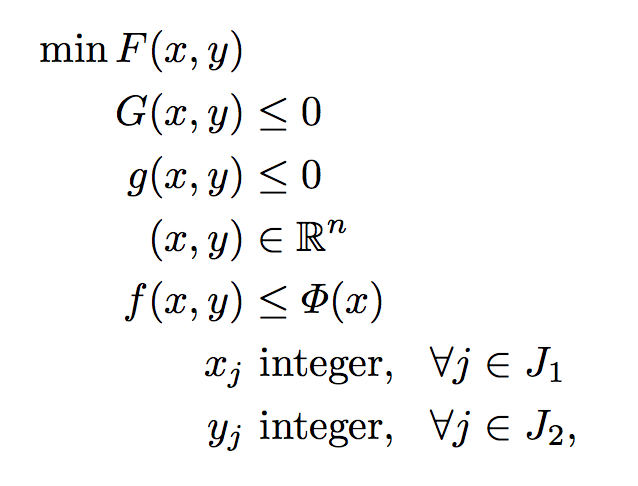 min F(x, y)
G(x, y) ≤ 0
g(x, y) ≤ 0
(x, y) ∈ ℝⁿ
f(x, y) ≤ Φ(x)
xⱼ integer, ∀j ∈ J₁
yⱼ integer, ∀j ∈ J₂,